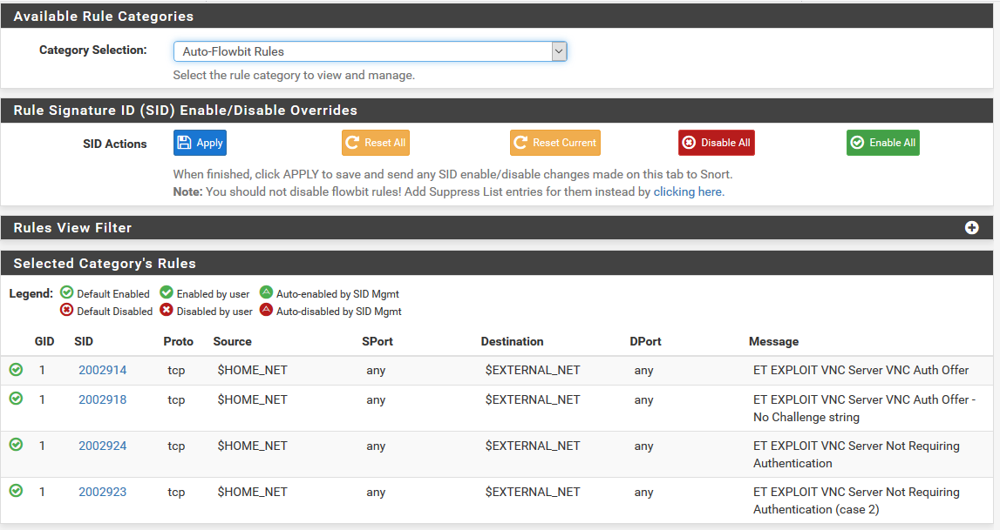 Available Rule Categories
Category Selection: Auto-Flowbit Rules
Select the rule category to view and manage.
Rule Signature ID (SID) Enable/Disable Overrides
SID Actions Apply Reset All Reset Current Disable All Enable All
When finished, click APPLY to save and send any SID enable/disable changes made on this tab to Snort.
Note: You should not disable flowbit rules! Add Suppress List entries for them instead by clicking here.
Rules View Filter
Selected Category's Rules
Legend: Default Enabled Enabled by user Auto-enabled by SID Mgmt
Default Disabled Disabled by user Auto-disabled by SID Mgmt
GID SID Proto Source SPort Destination DPort Message
1 2002914 tcp $HOME_NET any $EXTERNAL_NET any ET EXPLOIT VNC Server VNC Auth Offer
1 2002918 tcp $HOME_NET any $EXTERNAL_NET any ET EXPLOIT VNC Server VNC Auth Offer -
No Challenge string
1 2002924 tcp $HOME_NET any $EXTERNAL_NET any ET EXPLOIT VNC Server Not Requiring
Authentication
1 2002923 tcp $HOME_NET any $EXTERNAL_NET any ET EXPLOIT VNC Server Not Requiring
Authentication (case 2)